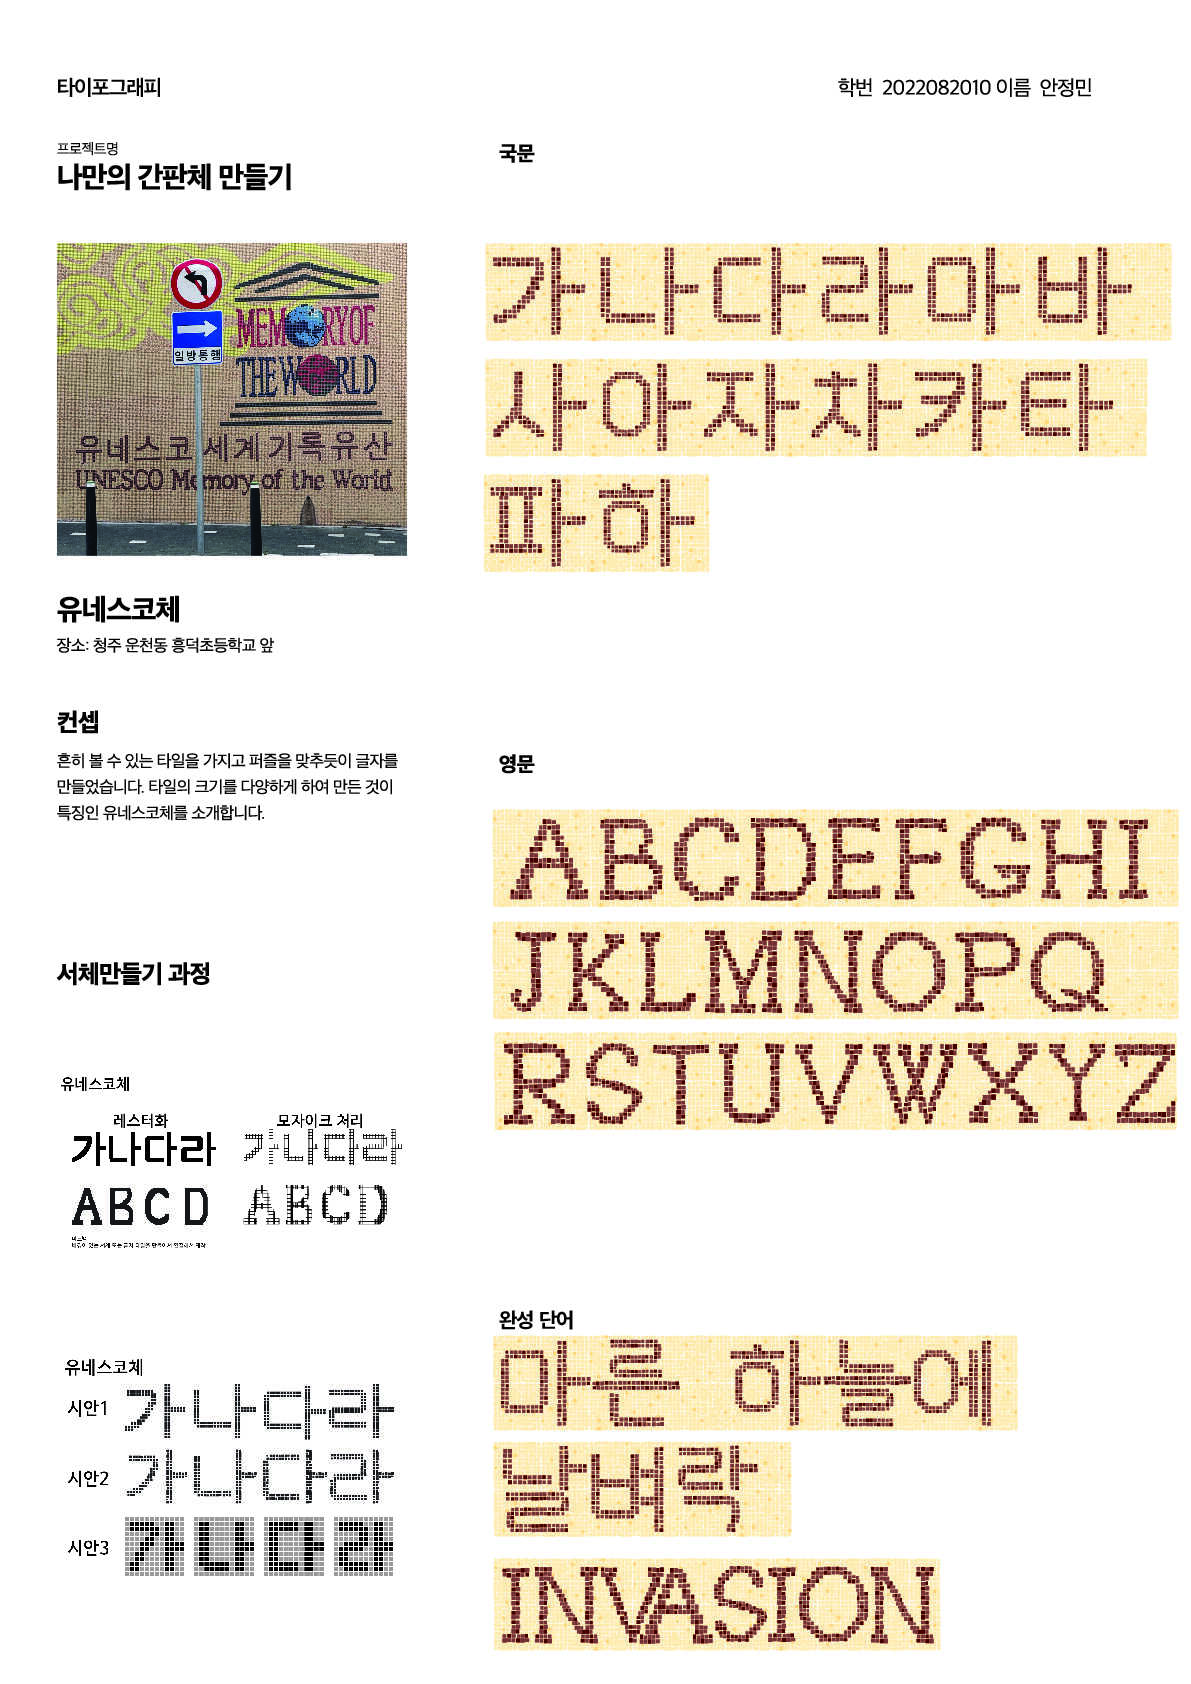 타이포그래피
학번 2022082010 이름 안정민
프로젝트명
나만의 간판체 만들기
일방통행
MEMORY OF
THE WORLD
유네스코 세계기록유산
UNESCO Memory of the World
유네스코체
장소: 청주 운천동 흥덕초등학교 앞
컨셉
흔히 볼 수 있는 타일을 가지고 퍼즐을 맞추듯이 글자를
만들었습니다. 타일의 크기를 다양하게 하여 만든 것이
특징인 유네스코체를 소개합니다.
서체만들기 과정
유네스코체
레스터화
모자이크 처리
가나다라
가나다라
ABCD
ABCD
유네스코체
시안1 가나다라
시안2 가나다라
시안3 가나다라
국문
가나다라마바
사아자차카타
파하
영문
ABCDEFGHI
JKLMNOPQ
RSTUVWXYZ
완성 단어
마른 하늘에
날벼락
INVASION